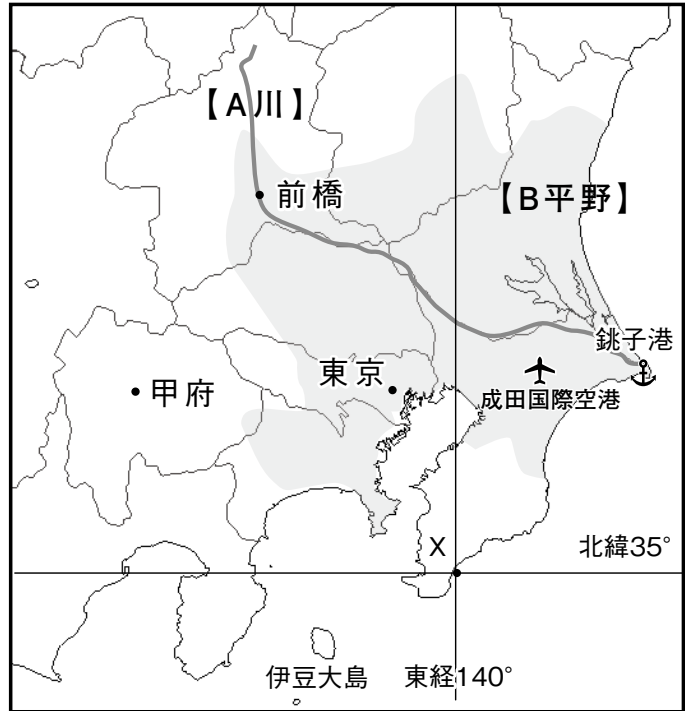 【A川】
前橋
【B平野】
銚子港
東京
成田国際空港
甲府
X
北緯35°
伊豆大島
東経140°